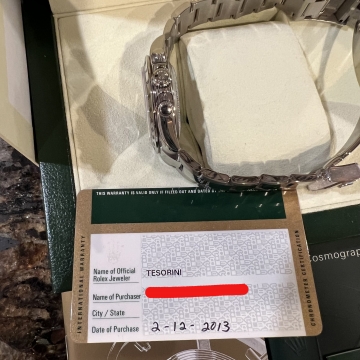 THIS WARRANTY IS VALID ONLY IF FILLED OUT AND DATED BY
INTERNATIONAL WARRANTY
CHRONOMETER CERTIFICATION
osmograp
Name of Official
Rolex Jeweler
TESORINI
Name of Purchaser
City / State
Date of Purchase
2-12-2013